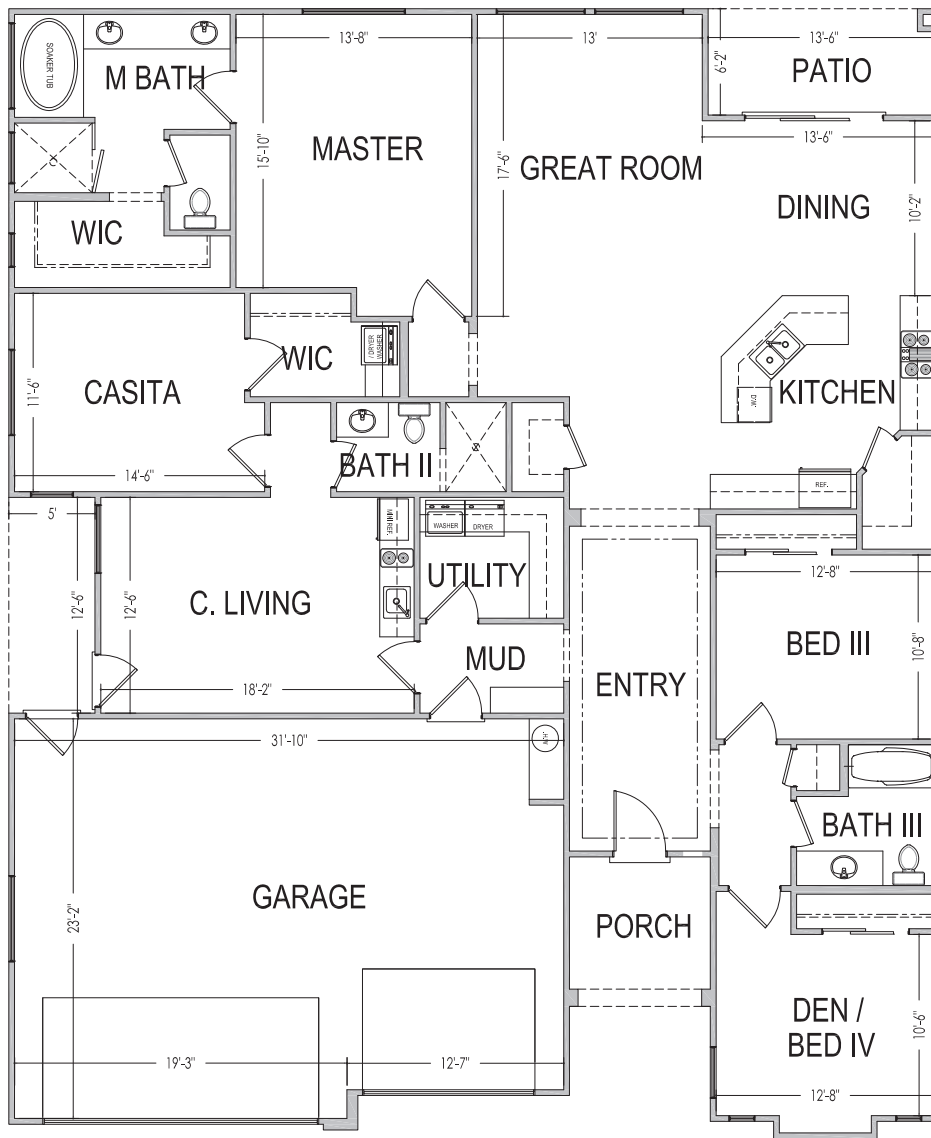 13'-8"
13'
13'-6"
SOAKER TUB
M BATH
6'-2"
PATIO
13'-6"
MASTER
15'-10"
17'-6"
GREAT ROOM
DINING
10'-2"
WIC
11'-6"
CASITA
WIC
/ DRYER
WASHER
KITCHEN
D.W.
14'-6"
BATH II
REF.
5'
MINI REF.
WASHER
DRYER
UTILITY
12'-8"
12'-6"
12'-6"
C. LIVING
MUD
BED III
10'-8"
18'-2"
ENTRY
31'-10"
W.H.
BATH III
GARAGE
23'-2"
PORCH
DEN /
BED IV
10'-6"
19'-3"
12'-7"
12'-8"